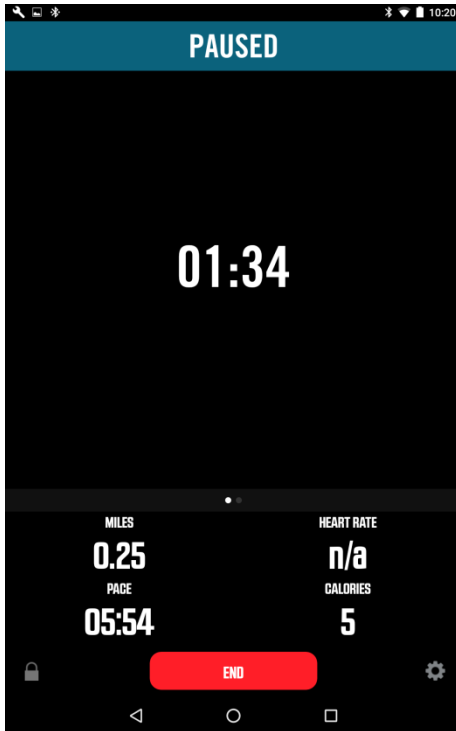 10:20
PAUSED
01:34
MILES
0.25
HEART RATE
n/a
PACE
05:54
CALORIES
5
END